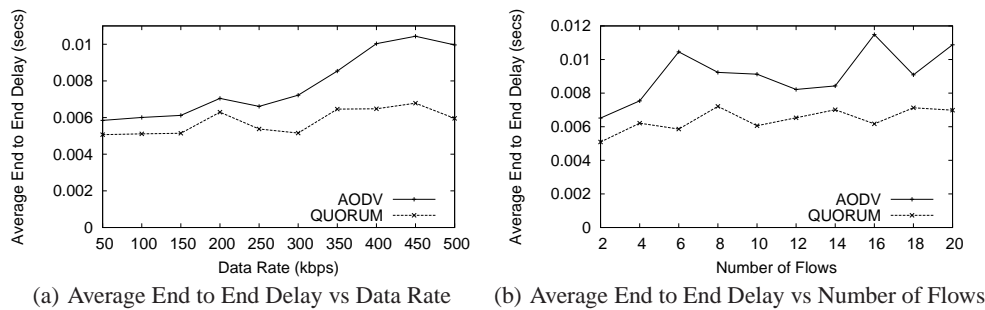 Average End to End Delay (secs)
0.01
0.008
0.006
0.004
0.002
0
50 100 150 200 250 300 350 400 450 500
Data Rate (kbps)
AODV
QUORUM
(a) Average End to End Delay vs Data Rate
Average End to End Delay (secs)
0.012
0.01
0.008
0.006
0.004
0.002
0
2 4 6 8 10 12 14 16 18 20
Number of Flows
AODV
QUORUM
(b) Average End to End Delay vs Number of Flows